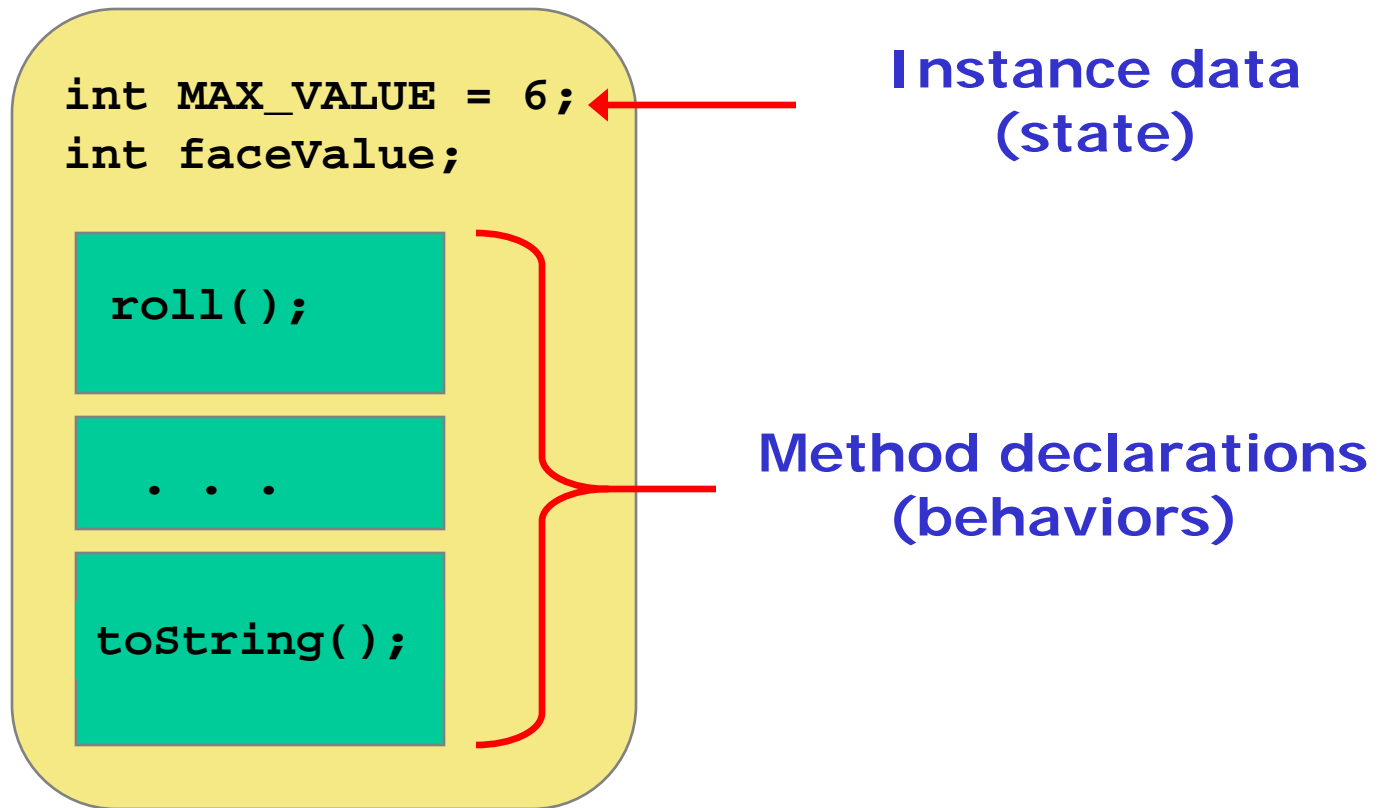 int MAX_VALUE = 6;
int faceValue;
Instance data
(state)
roll();
. . .
toString();
Method declarations
(behaviors)